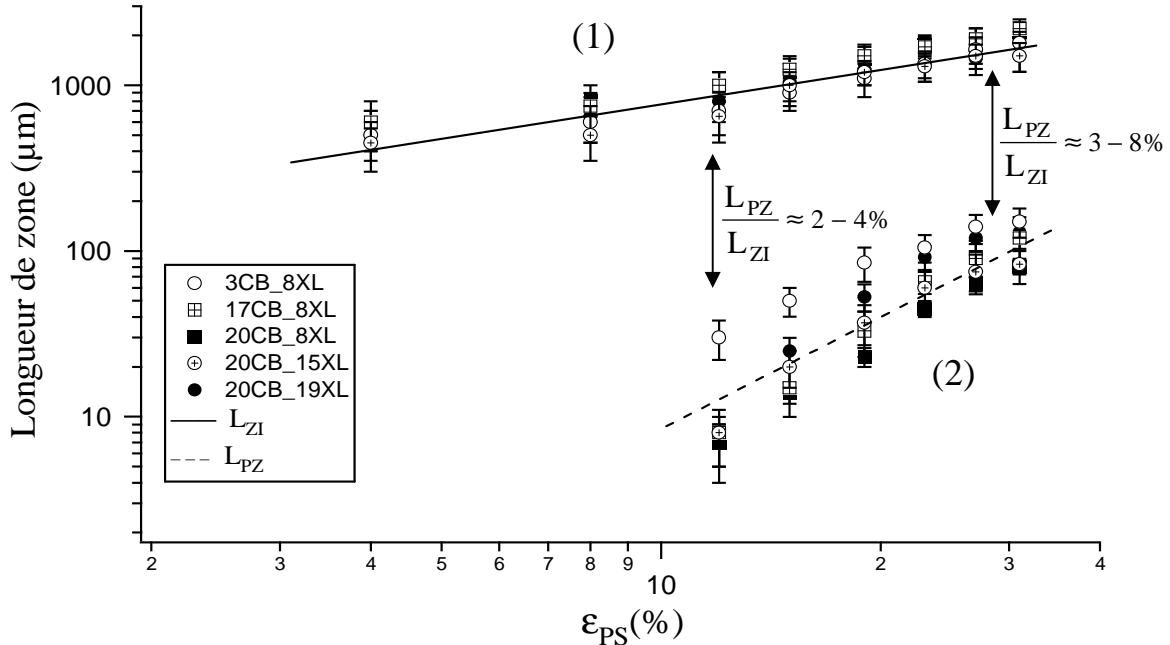 (1)
1000
100
10
Longueur de zone (µm)
L_PZ
L_ZI
≈ 3 – 8%
L_PZ
L_ZI
≈ 2 – 4%
3CB_8XL
17CB_8XL
20CB_8XL
20CB_15XL
20CB_19XL
L_ZI
L_PZ
(2)
2 3 4 5 6 7 8 9 10 2 3 4
ε_PS(%)